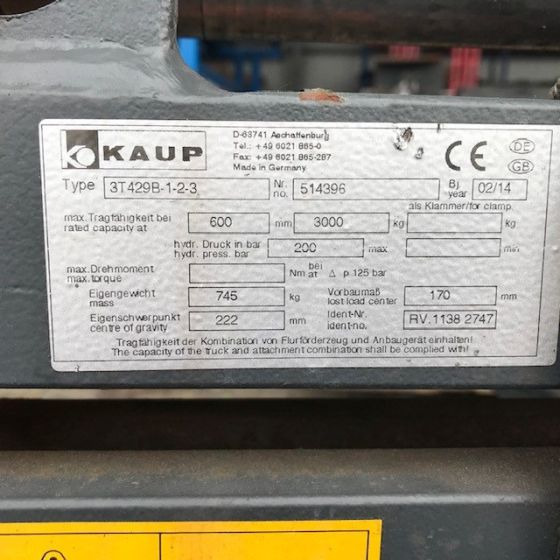 KAUP
D-63741 Aschaffenburg
Tel.: +49 6021 865-0
Fax: +49 6021 865-287
Made in Germany
CE
DE
GB
Type 3T429B-1-2-3 Nr. no. 514396 Bj. year 02/14
als Klammer/for clamp.
max.Tragfähigkeit bei
rated capacity at 600 mm 3000 kg kg
hydr. Druck in bar
hydr. press. bar 200 max. min.
max.Drehmoment
max.torque Nm bei at Δ p 125 bar
Eigengewicht
mass 745 kg
Vorbaumaß
lost load center 170 mm
Eigenschwerpunkt
centre of gravity 222 mm
Ident-Nr.
ident-no. RV.1138 2747
Tragfähigkeit der Kombination von Flurförderzeug und Anbaugerät einhalten!
The capacity of the truck and attachment combination shall be complied with!